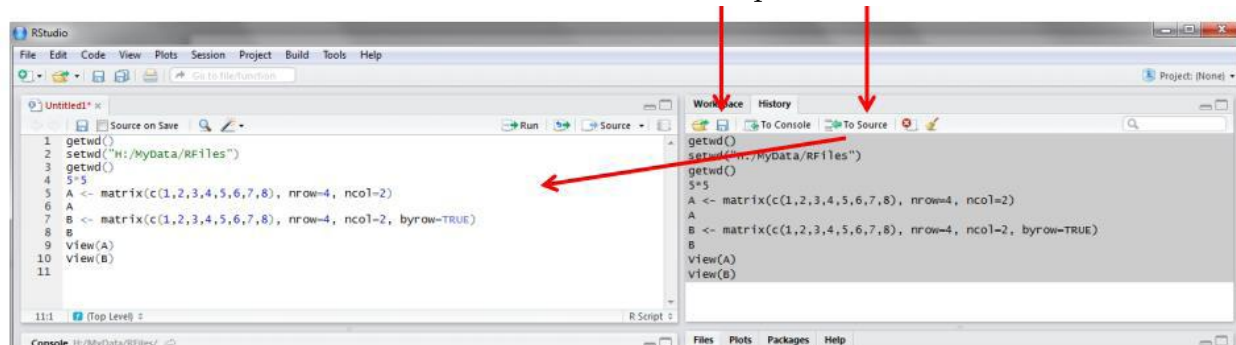 RStudio
File Edit Code View Plots Session Project Build Tools Help
Go to file/function
Project: (None)
Untitled1* ×
Source on Save
Run
Source
1 getwd()
2 setwd("H:/MyData/RFiles")
3 getwd()
4 5*5
5 A <- matrix(c(1,2,3,4,5,6,7,8), nrow=4, ncol=2)
6 A
7 B <- matrix(c(1,2,3,4,5,6,7,8), nrow=4, ncol=2, byrow=TRUE)
8 B
9 View(A)
10 View(B)
11
11:1 (Top Level) R Script
Console H:/MyData/RFiles/
Workspace History
To Console To Source
getwd()
setwd("H:/MyData/RFiles")
getwd()
5*5
A <- matrix(c(1,2,3,4,5,6,7,8), nrow=4, ncol=2)
A
B <- matrix(c(1,2,3,4,5,6,7,8), nrow=4, ncol=2, byrow=TRUE)
B
View(A)
View(B)
Files Plots Packages Help